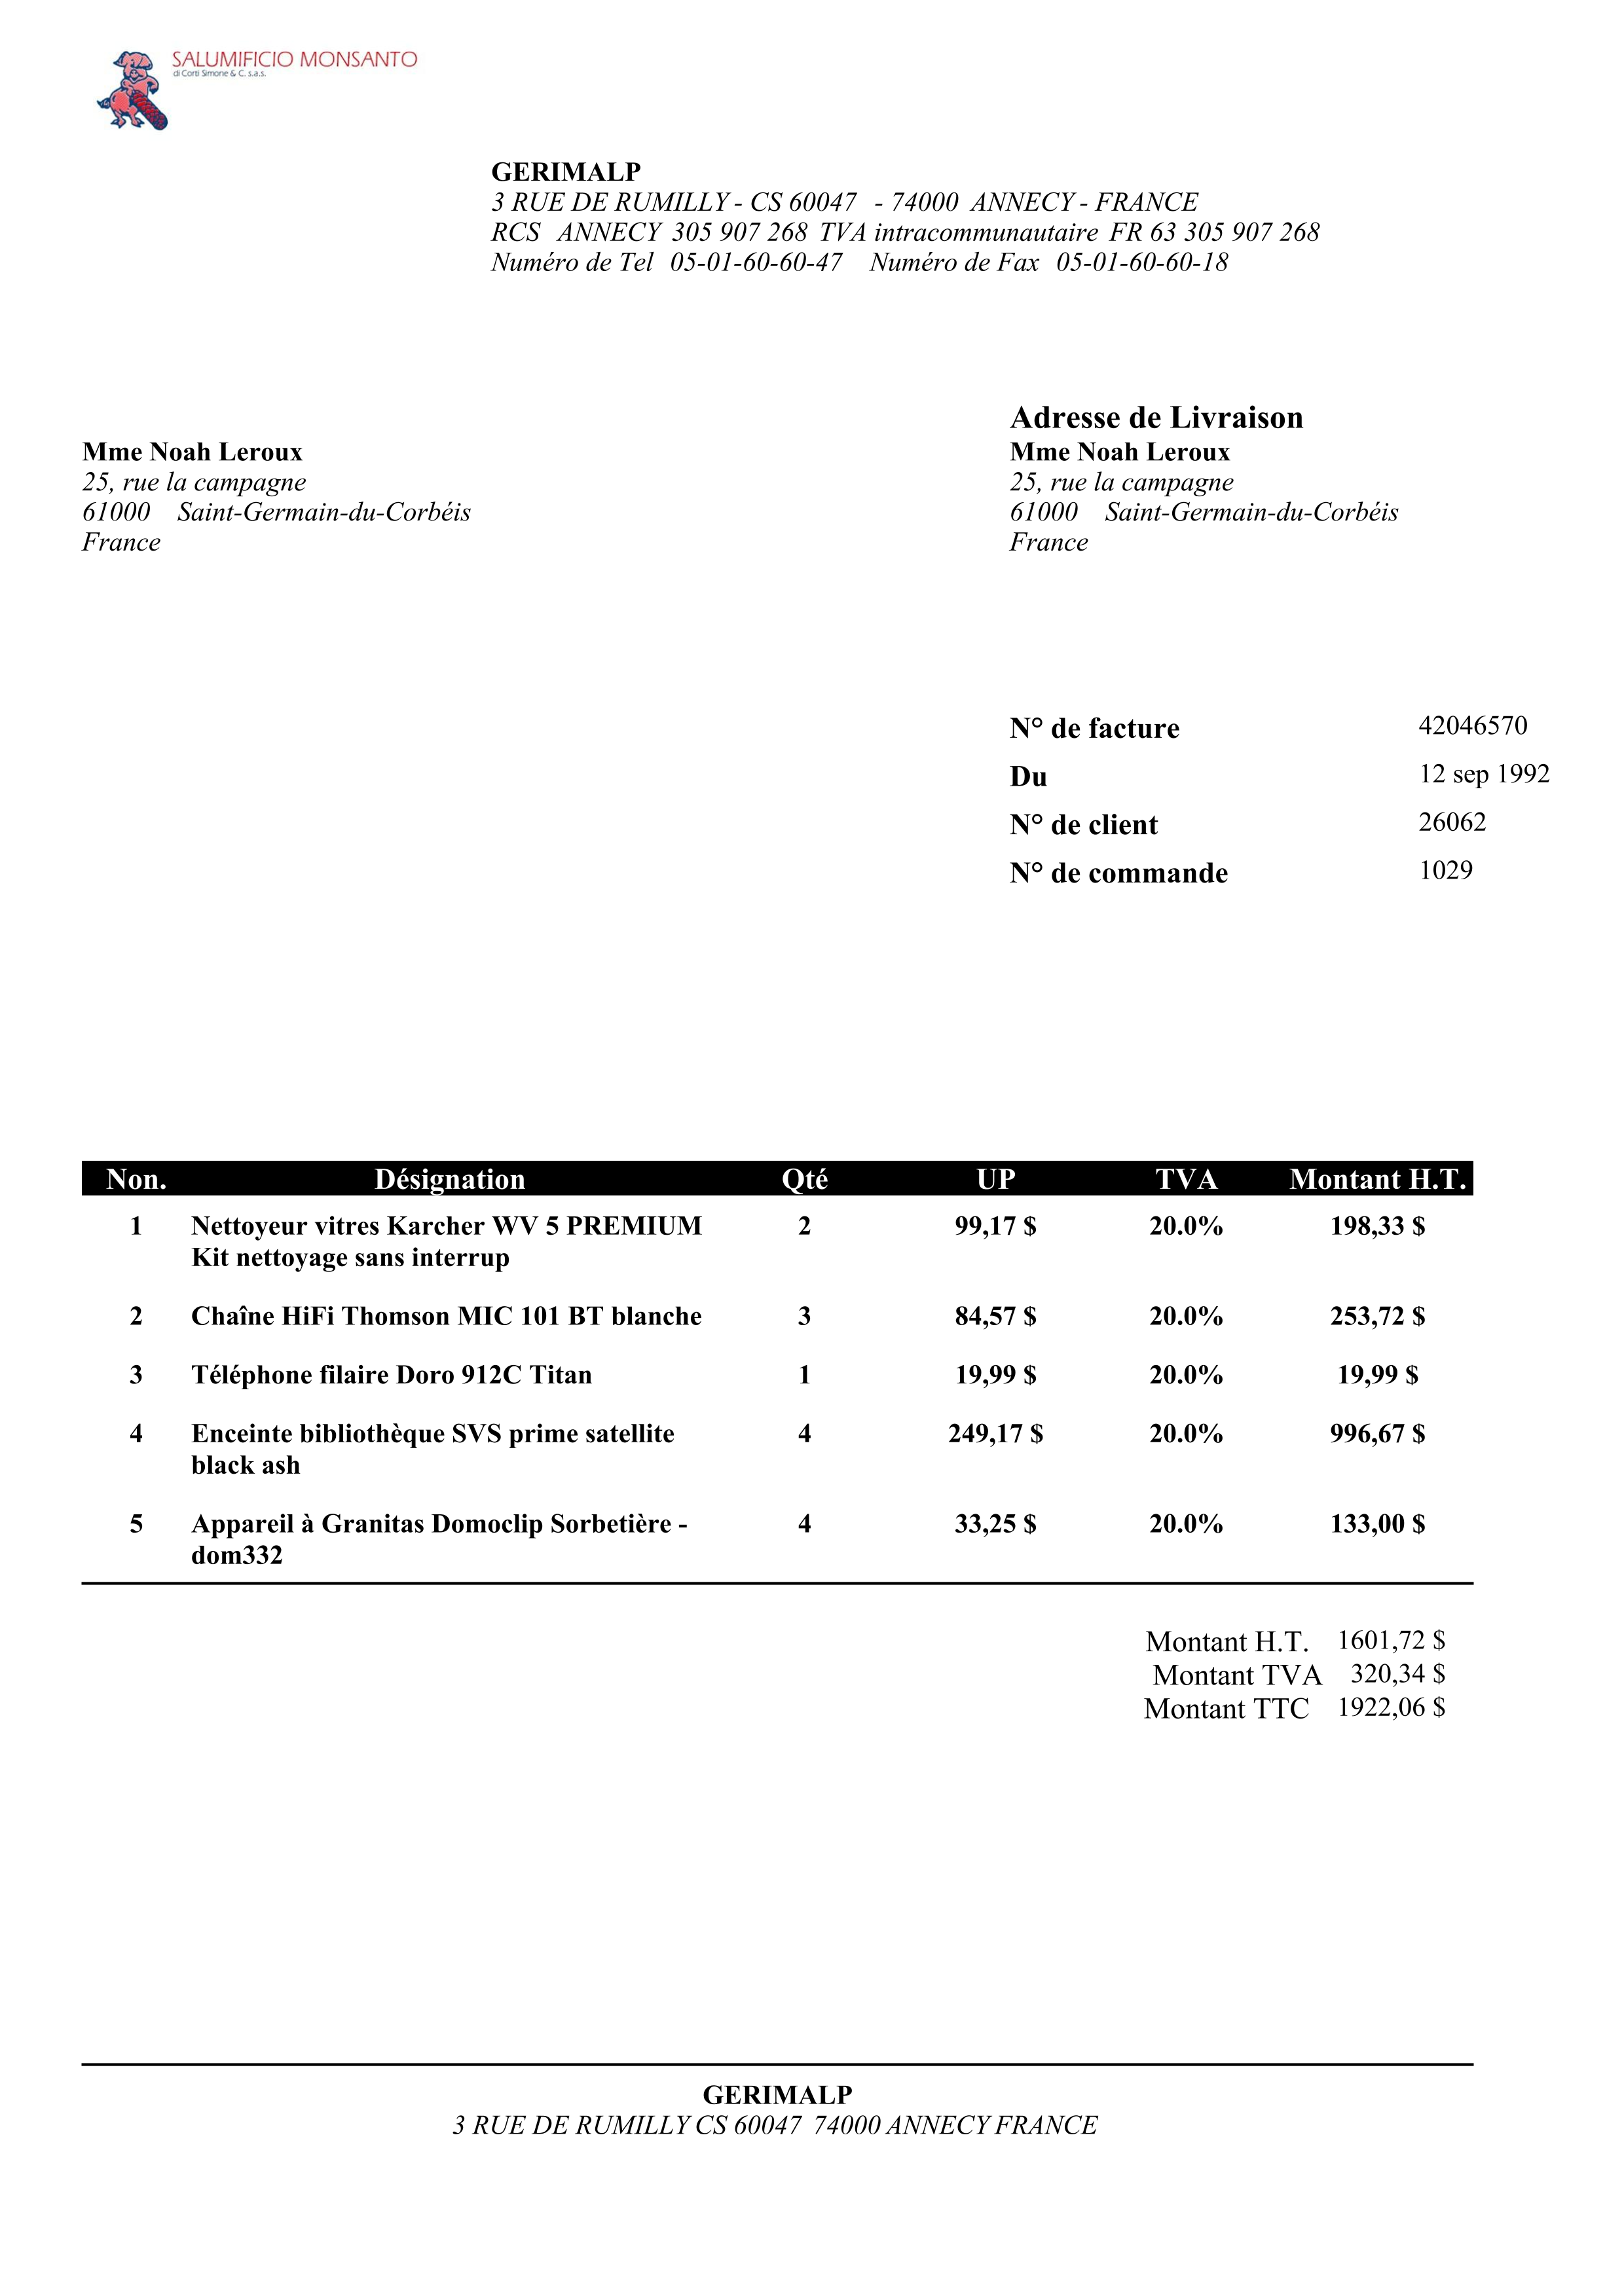 SALUMIFICIO MONSANTO
di Corti Simone & C. s.a.s.
GERIMALP
3 RUE DE RUMILLY - CS 60047 - 74000 ANNECY - FRANCE
RCS ANNECY 305 907 268 TVA intracommunautaire FR 63 305 907 268
Numéro de Tel 05-01-60-60-47 Numéro de Fax 05-01-60-60-18
Mme Noah Leroux
25, rue la campagne
61000 Saint-Germain-du-Corbéis
France
Adresse de Livraison
Mme Noah Leroux
25, rue la campagne
61000 Saint-Germain-du-Corbéis
France
N° de facture 42046570
Du 12 sep 1992
N° de client 26062
N° de commande 1029
Non. Désignation Qté UP TVA Montant H.T.
1 Nettoyeur vitres Karcher WV 5 PREMIUM 2 99,17 $ 20.0% 198,33 $
Kit nettoyage sans interrup
2 Chaîne HiFi Thomson MIC 101 BT blanche 3 84,57 $ 20.0% 253,72 $
3 Téléphone filaire Doro 912C Titan 1 19,99 $ 20.0% 19,99 $
4 Enceinte bibliothèque SVS prime satellite 4 249,17 $ 20.0% 996,67 $
black ash
5 Appareil à Granitas Domoclip Sorbetière - 4 33,25 $ 20.0% 133,00 $
dom332
Montant H.T. 1601,72 $
Montant TVA 320,34 $
Montant TTC 1922,06 $
GERIMALP
3 RUE DE RUMILLY CS 60047 74000 ANNECY FRANCE